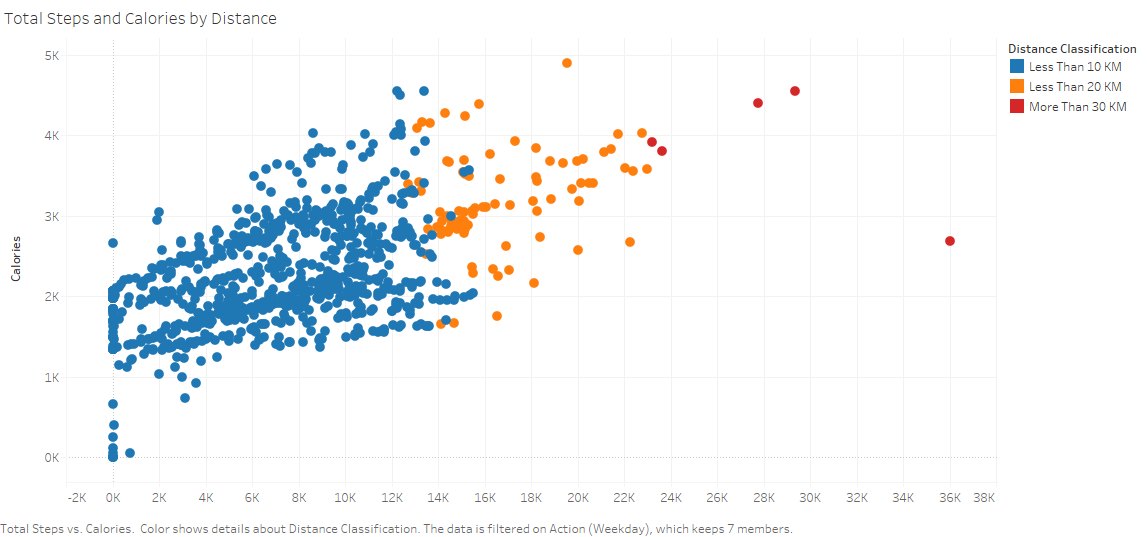 Total Steps and Calories by Distance
Distance Classification
Less Than 10 KM
Less Than 20 KM
More Than 30 KM
Calories
5K
4K
3K
2K
1K
0K
-2K 0K 2K 4K 6K 8K 10K 12K 14K 16K 18K 20K 22K 24K 26K 28K 30K 32K 34K 36K 38K
Total Steps vs. Calories. Color shows details about Distance Classification. The data is filtered on Action (Weekday), which keeps 7 members.